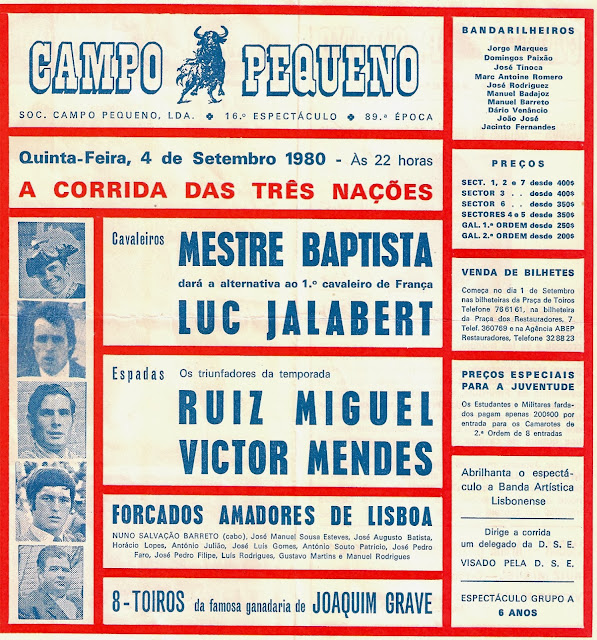 CAMPO PEQUENO
SOC. CAMPO PEQUENO, LDA. ✤ 16.º ESPECTÁCULO ✤ 89.ª ÉPOCA
Quinta-Feira, 4 de Setembro 1980 - Às 22 horas
A CORRIDA DAS TRÊS NAÇÕES
Cavaleiros MESTRE BAPTISTA
dará a alternativa ao 1.º cavaleiro de França
LUC JALABERT
Espadas Os triunfadores da temporada
RUIZ MIGUEL
VICTOR MENDES
FORCADOS AMADORES DE LISBOA
NUNO SALVAÇÃO BARRETO (cabo), José Manuel Sousa Esteves, José Augusto Batista,
Horácio Lopes, António Julião, José Luís Gomes, António Souto Patrício, José Pedro
Faro, José Pedro Filipe, Luís Rodrigues, Gustavo Martins e Manuel Rodrigues
8-TOIROS da famosa ganadaria de JOAQUIM GRAVE
BANDARILHEIROS
Jorge Marques
Domingos Paixão
José Tinoca
Marc Antoine Romero
José Rodriguez
Manuel Badajoz
Manuel Barreto
Dário Venâncio
João José
Jacinto Fernandes
PREÇOS
SECT. 1, 2 e 7 desde 400$
SECTOR 3 . . desde 400$
SECTOR 6 . . desde 350$
SECTORES 4 e 5 desde 350$
GAL. 1.ª ORDEM desde 250$
GAL. 2.ª ORDEM desde 200$
VENDA DE BILHETES
Começa no dia 1 de Setembro
nas bilheteiras da Praça de Toiros
Telefone 76 61 61, na bilheteira
da Praça dos Restauradores, 7
Telef. 360769 e na Agência ABEP
Restauradores, Telefone 32 88 23
PREÇOS ESPECIAIS
PARA A JUVENTUDE
Os Estudantes e Militares farda-
dos pagam apenas 200$00 por
entrada para os Camarotes de
2.ª Ordem de 8 entradas
Abrilhanta o espectá-
culo a Banda Artística
Lisbonense
Dirige a corrida
um delegado da D. S. E.
VISADO PELA D. S. E.
ESPECTÁCULO GRUPO A
6 ANOS